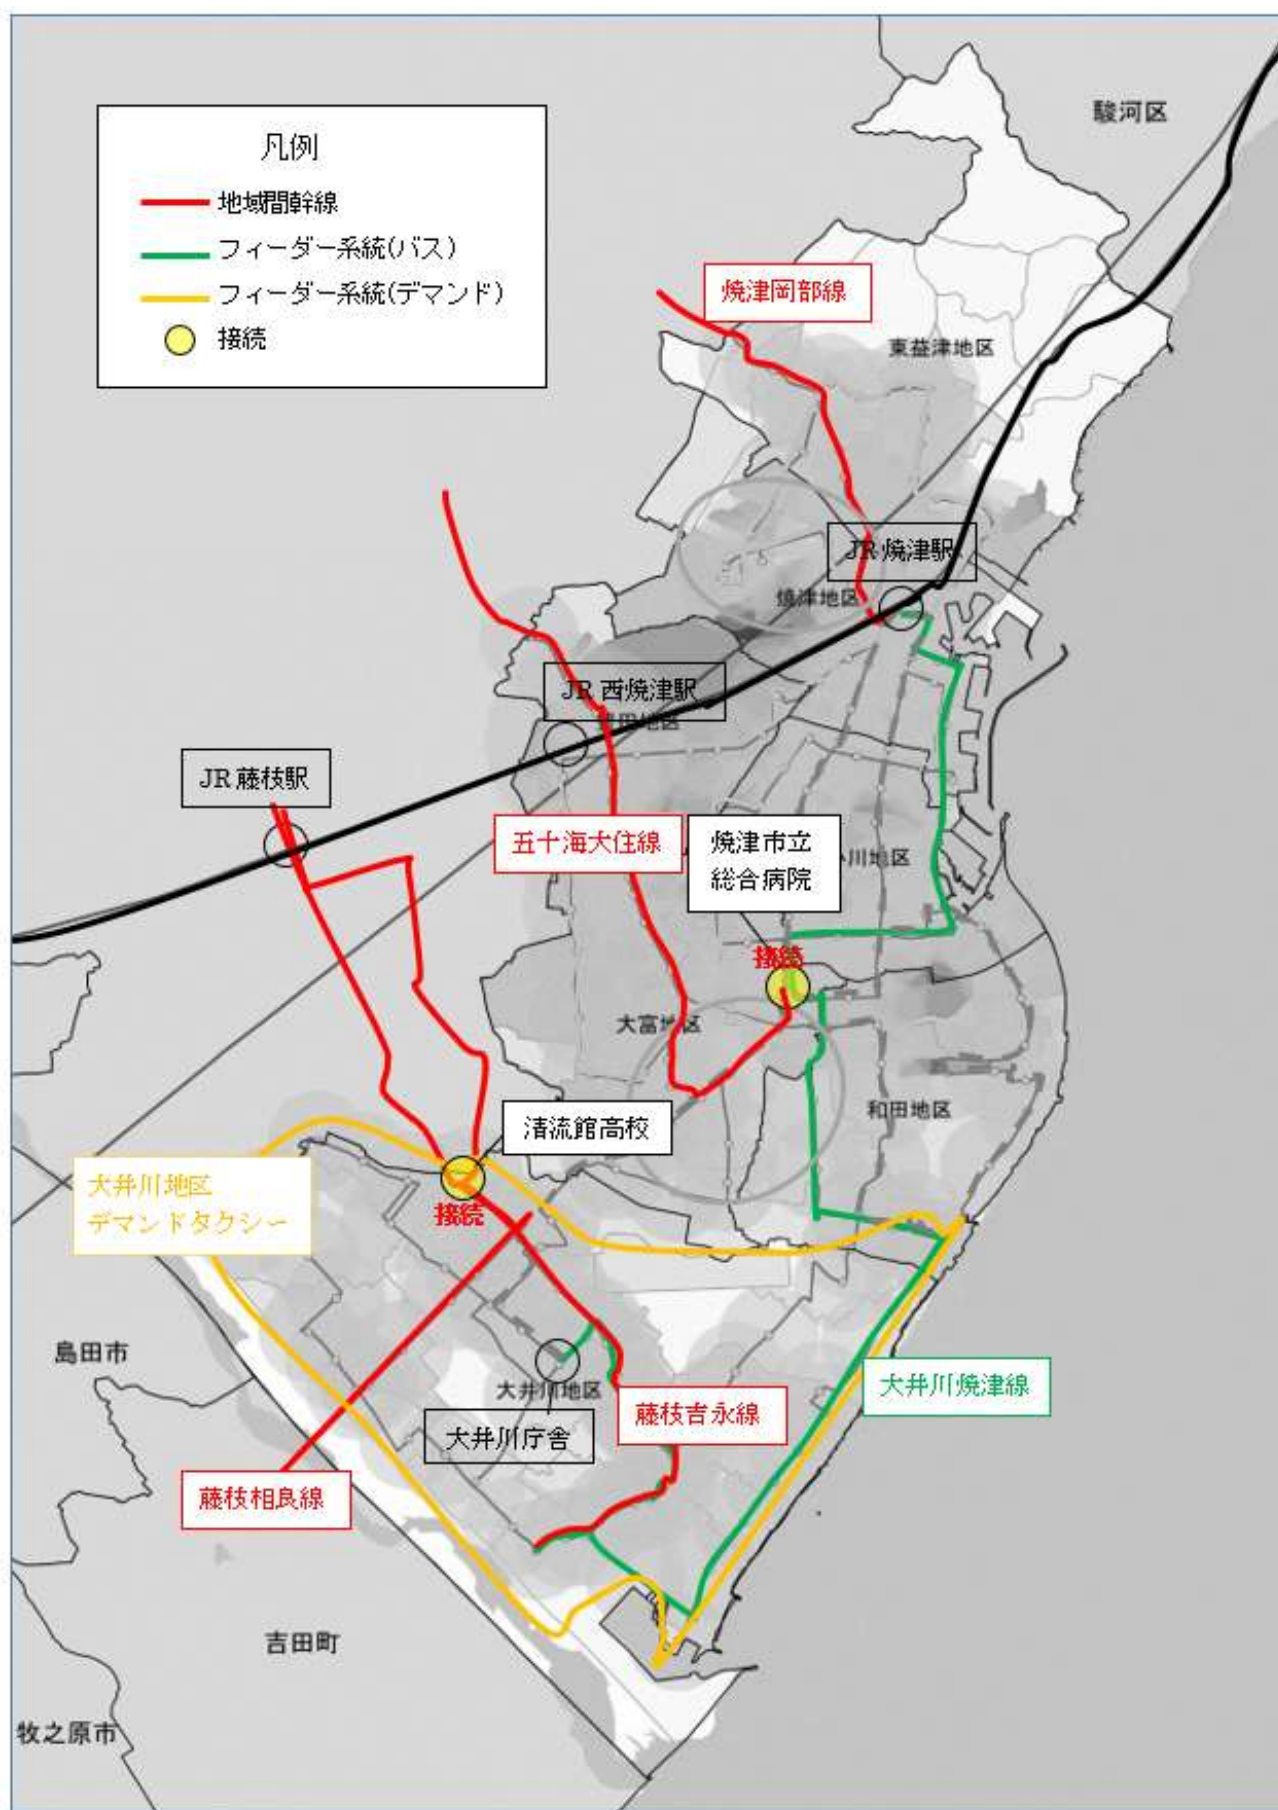 駿河区
凡例
地域間幹線
フィーダー系統(バス)
フィーダー系統(デマンド)
接続
焼津岡部線
東益津地区
JR 焼津駅
焼津地区
JR 西焼津駅
JR 藤枝駅
五十海大住線
焼津市立
総合病院
小川地区
接続
大富地区
和田地区
清流館高校
大井川地区
デマンドタクシー
接続
島田市
大井川地区
大井川焼津線
藤枝吉永線
大井川庁舎
藤枝相良線
吉田町
牧之原市